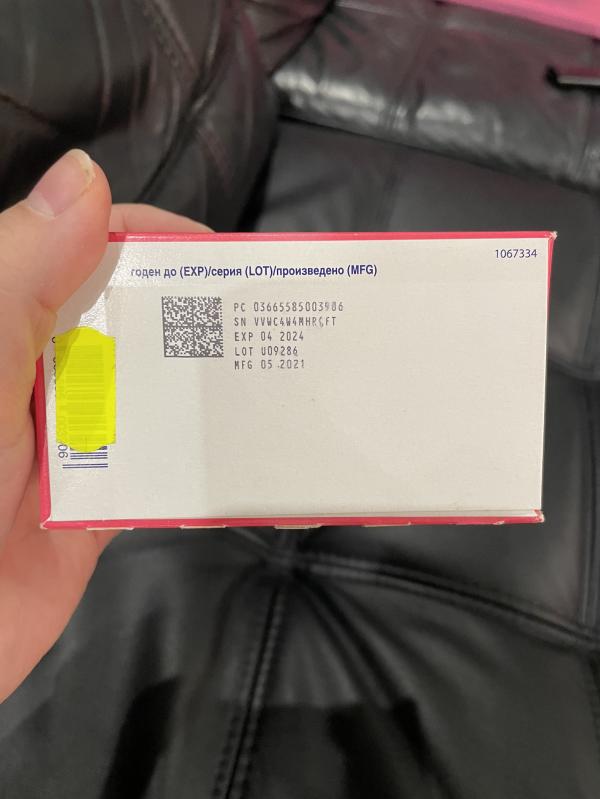 1067334
годен до (EXP)/серия (LOT)/произведено (MFG)
PC 03665585003906
SN VVWC4W4MHRCFT
EXP 04 2024
LOT U09286
MFG 05 2021